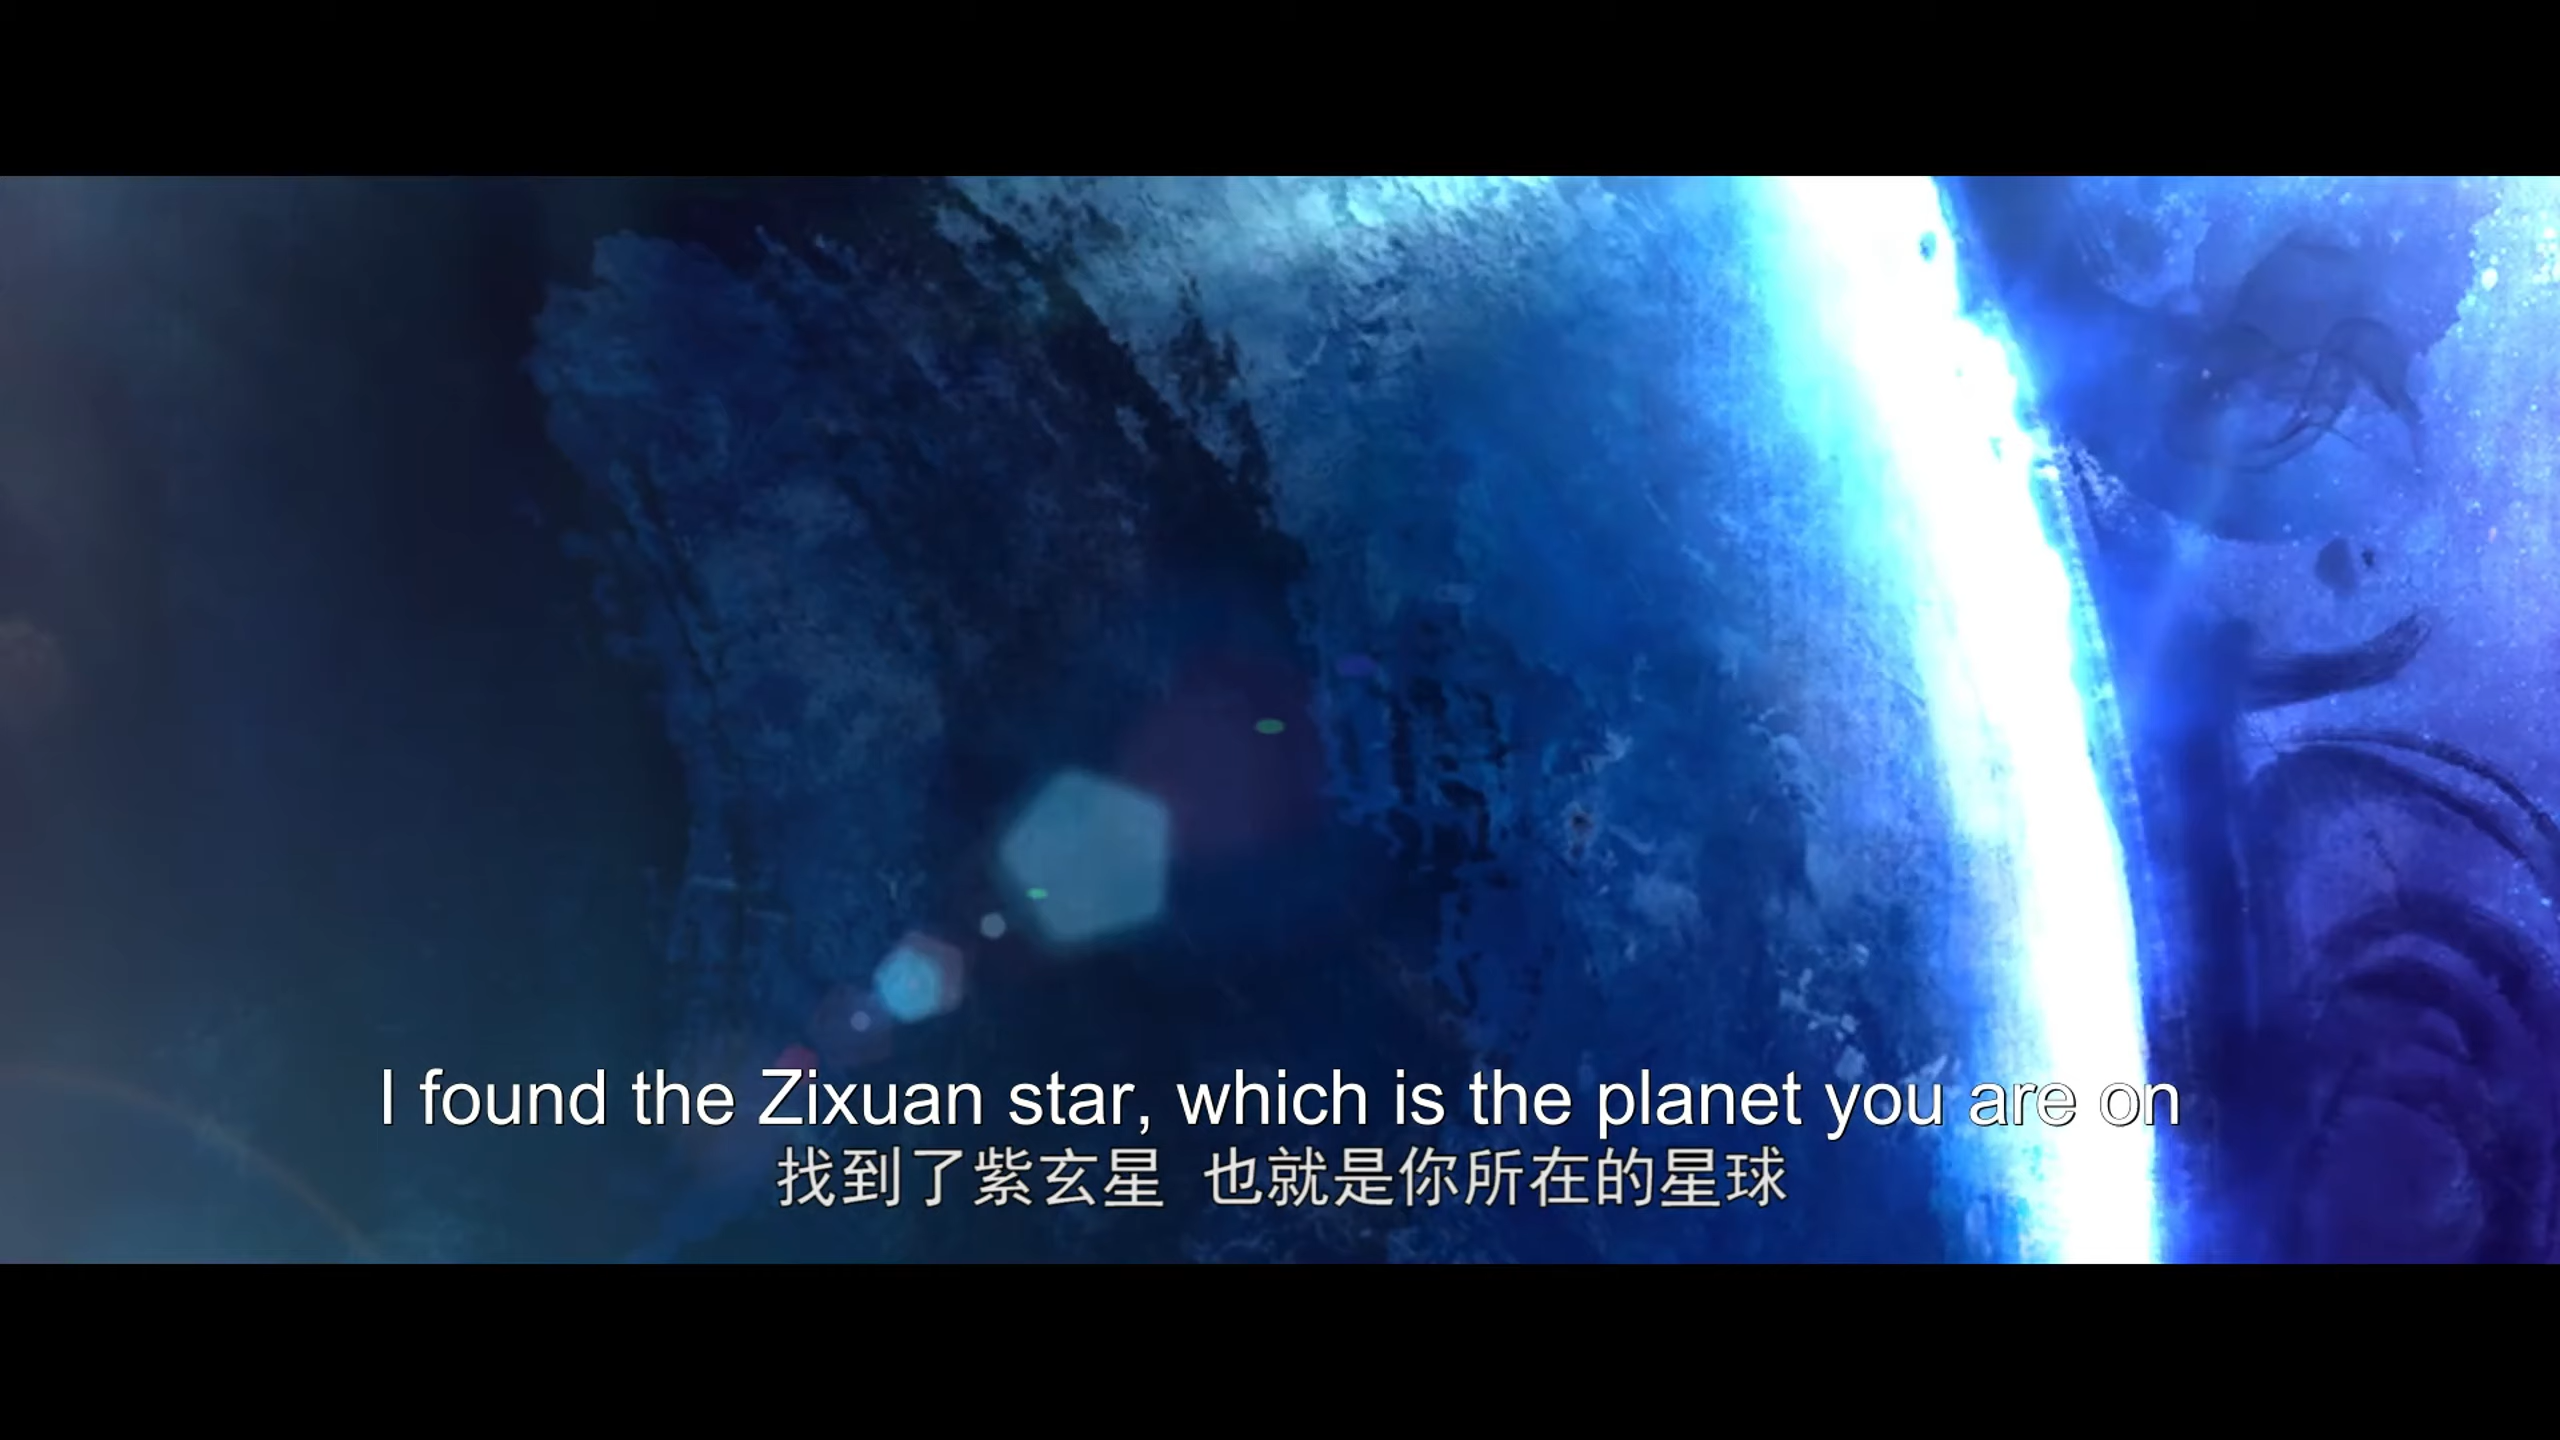 I found the Zixuan star, which is the planet you are on
找到了紫玄星 也就是你所在的星球